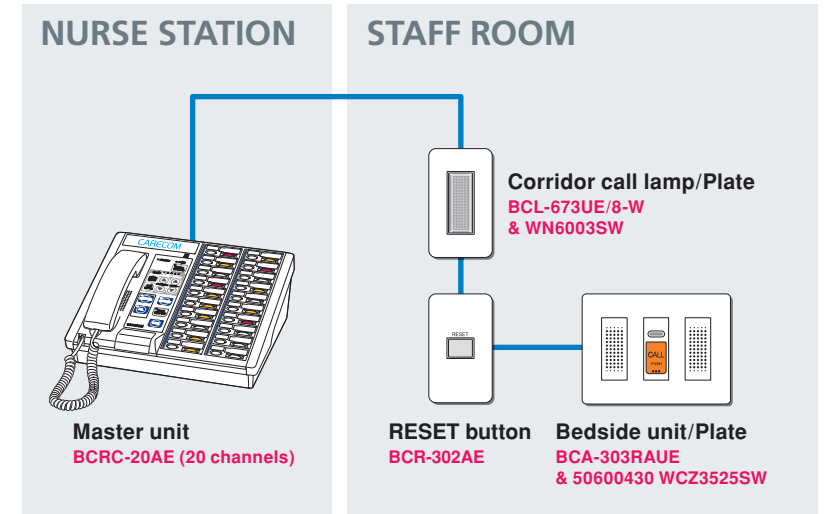 NURSE STATION
STAFF ROOM
CARECOM
Corridor call lamp/Plate
BCL-673UE/8-W
& WN6003SW
RESET
CALL
PUSH
Master unit
BCRC-20AE (20 channels)
RESET button
BCR-302AE
Bedside unit/Plate
BCA-303RAUE
& 50600430 WCZ3525SW